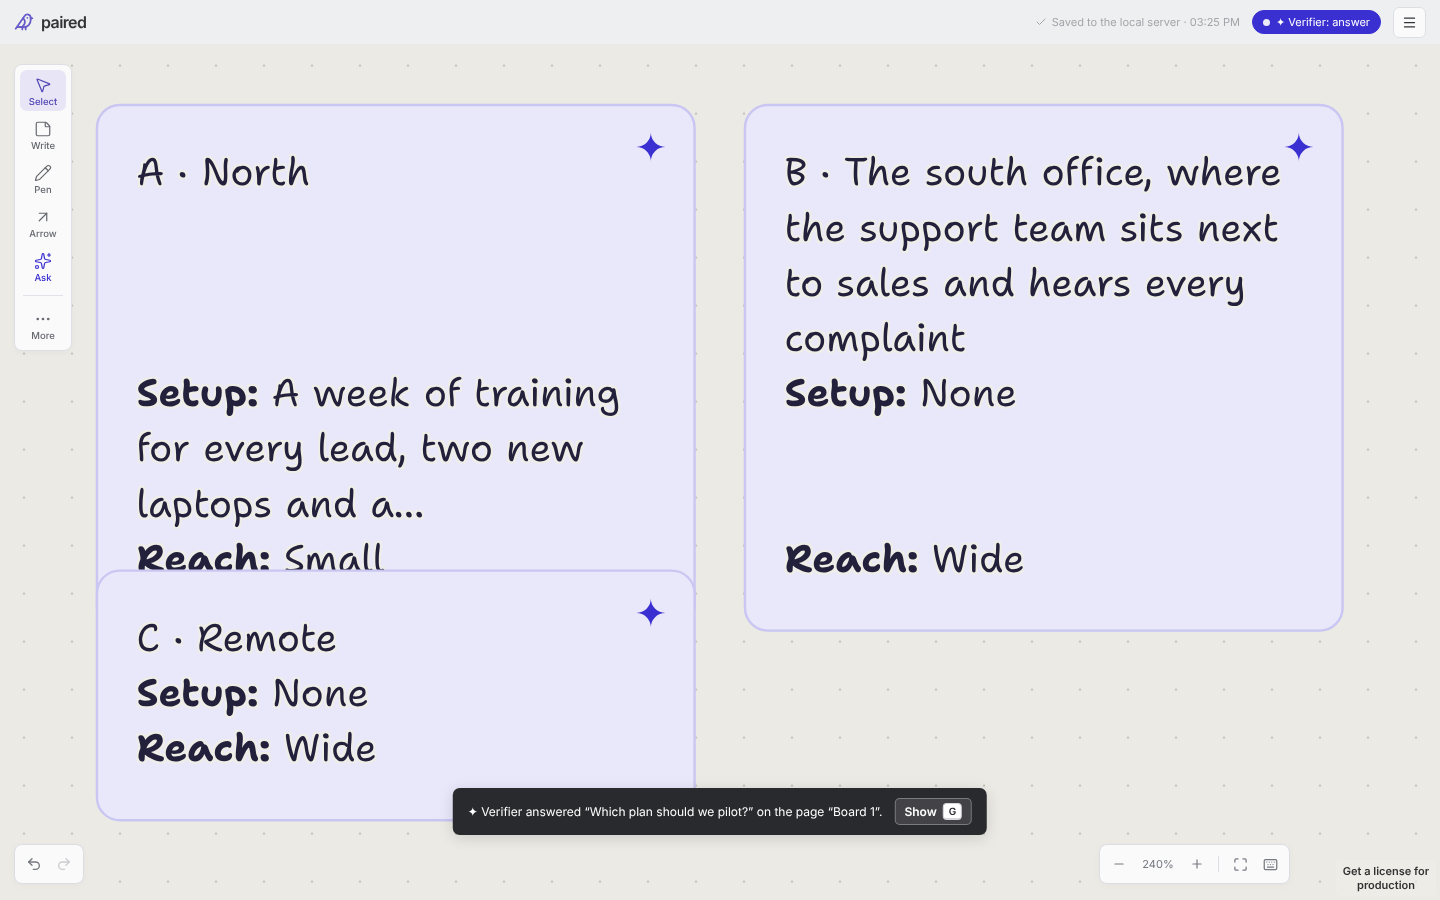 paired
Saved to the local server · 03:25 PM
✦ Verifier: answer
Select
Write
Pen
Arrow
Ask
More
A · North
Setup: A week of training
for every lead, two new
laptops and a...
Reach: Small
B · The south office, where
the support team sits next
to sales and hears every
complaint
Setup: None
Reach: Wide
C · Remote
Setup: None
Reach: Wide
✦ Verifier answered “Which plan should we pilot?” on the page “Board 1”. Show G
240%
Get a license for
production